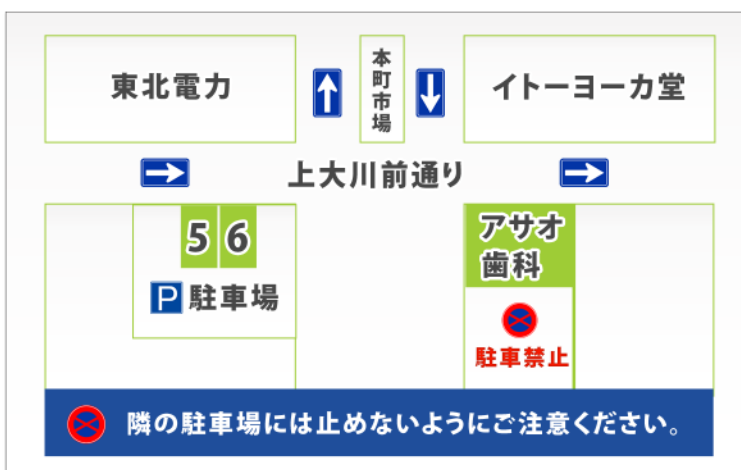 東北電力
本町市場
イトーヨーカ堂
上大川前通り
5 6
P 駐車場
アサオ
歯科
駐車禁止
隣の駐車場には止めないようにご注意ください。